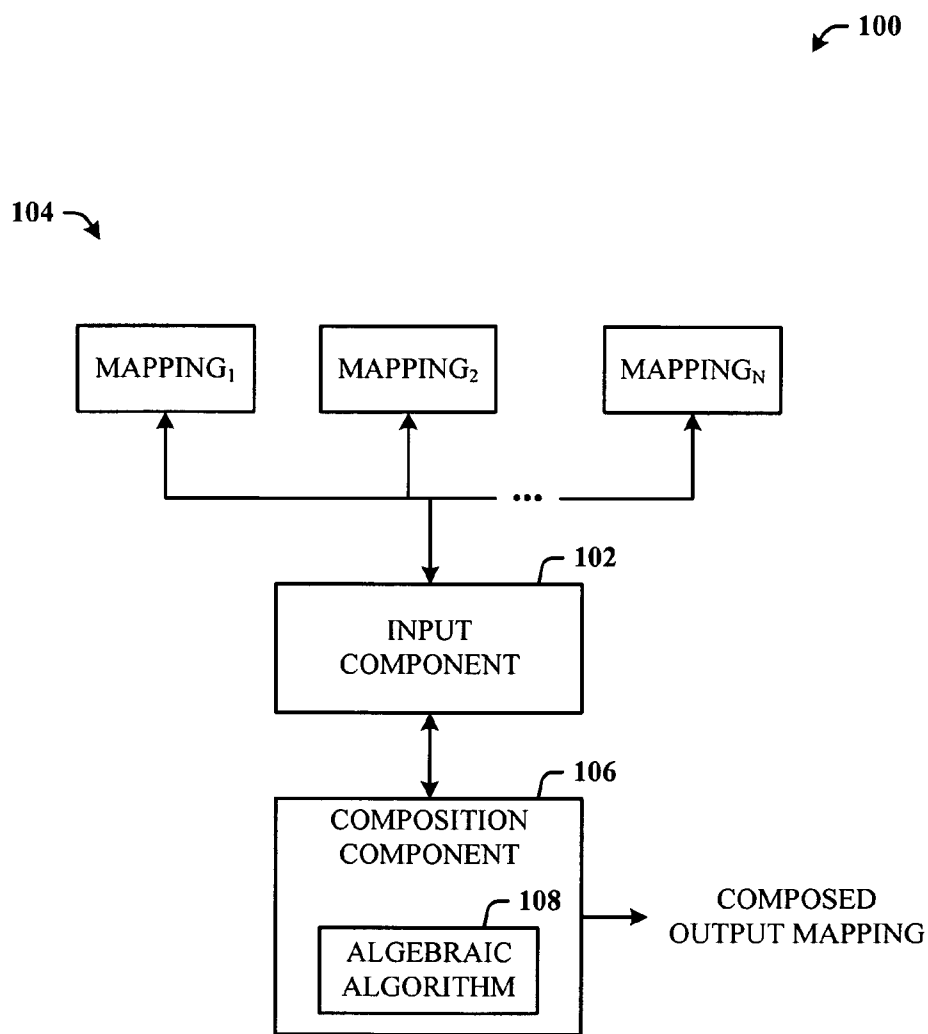 100
104
MAPPING₁
MAPPING₂
MAPPINGN
...
102
INPUT
COMPONENT
106
COMPOSITION
COMPONENT
108
ALGEBRAIC
ALGORITHM
COMPOSED
OUTPUT MAPPING